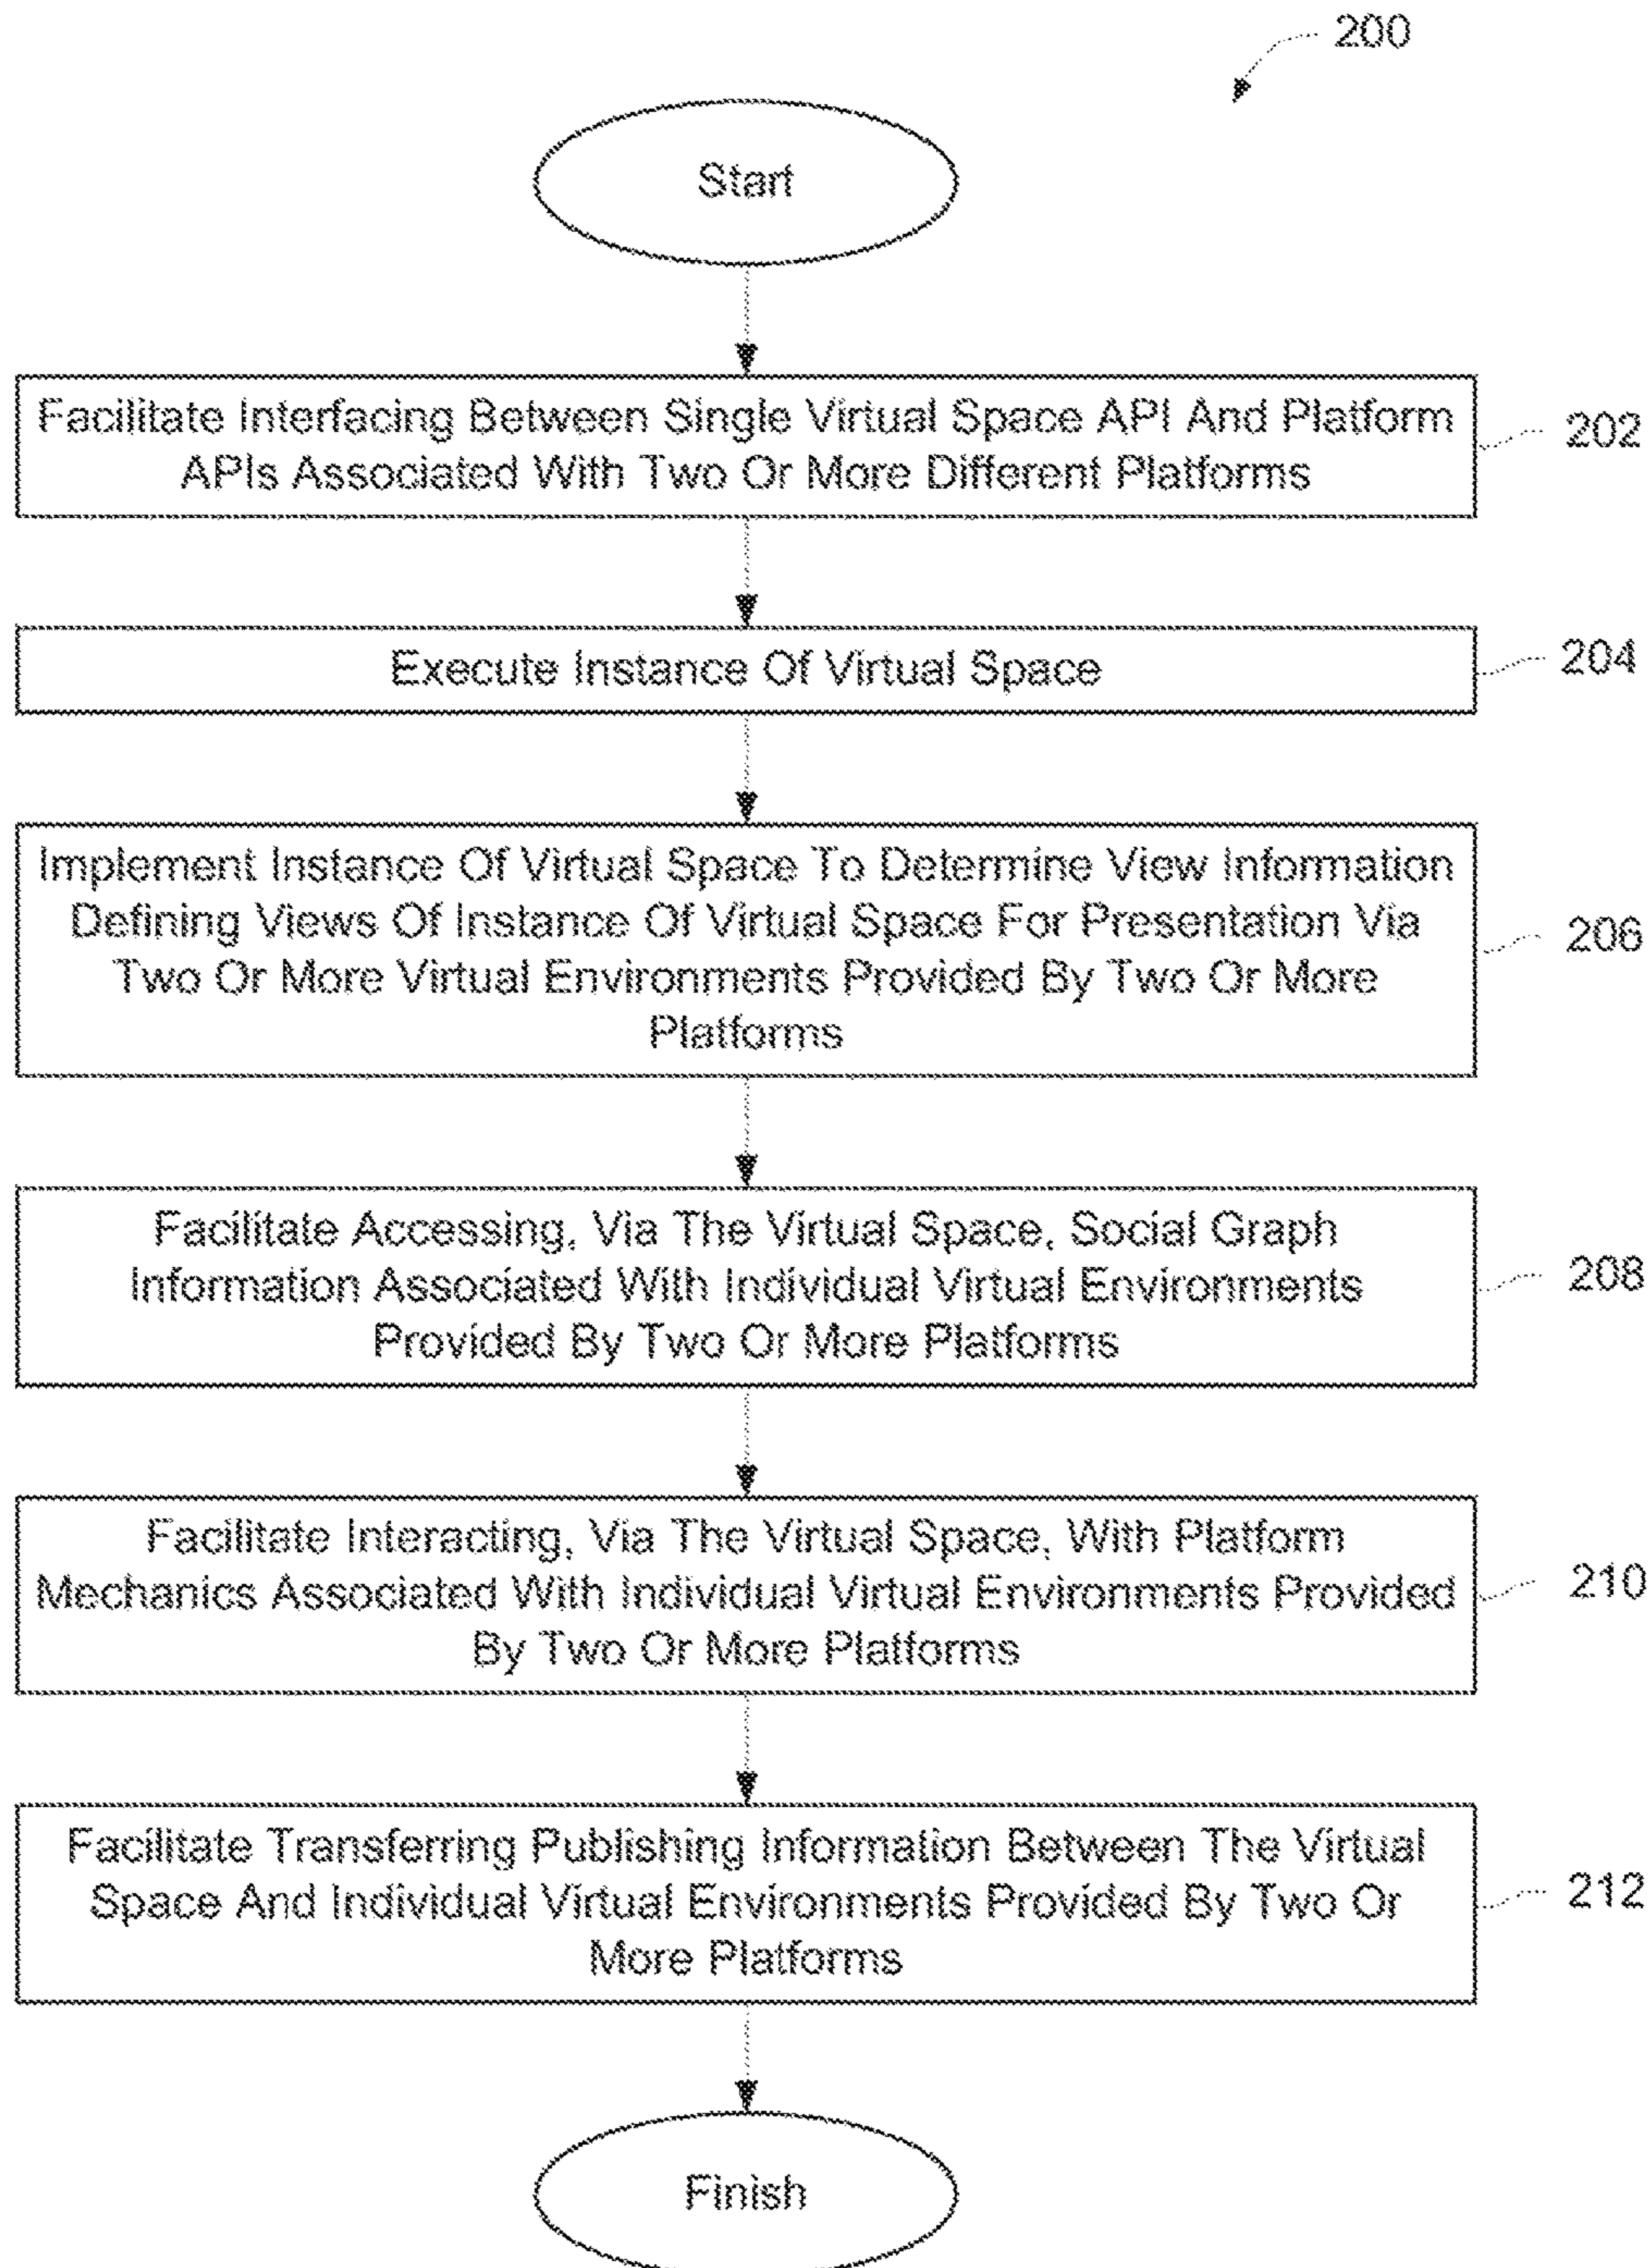 200
Start
Facilitate Interfacing Between Single Virtual Space API And Platform
APIs Associated With Two Or More Different Platforms
202
Execute Instance Of Virtual Space
204
Implement Instance Of Virtual Space To Determine View Information
Defining Views Of Instance Of Virtual Space For Presentation Via
Two Or More Virtual Environments Provided By Two Or More
Platforms
206
Facilitate Accessing, Via The Virtual Space, Social Graph
Information Associated With Individual Virtual Environments
Provided By Two Or More Platforms
208
Facilitate Interacting, Via The Virtual Space, With Platform
Mechanics Associated With Individual Virtual Environments Provided
By Two Or More Platforms
210
Facilitate Transferring Publishing Information Between The Virtual
Space And Individual Virtual Environments Provided By Two Or
More Platforms
212
Finish